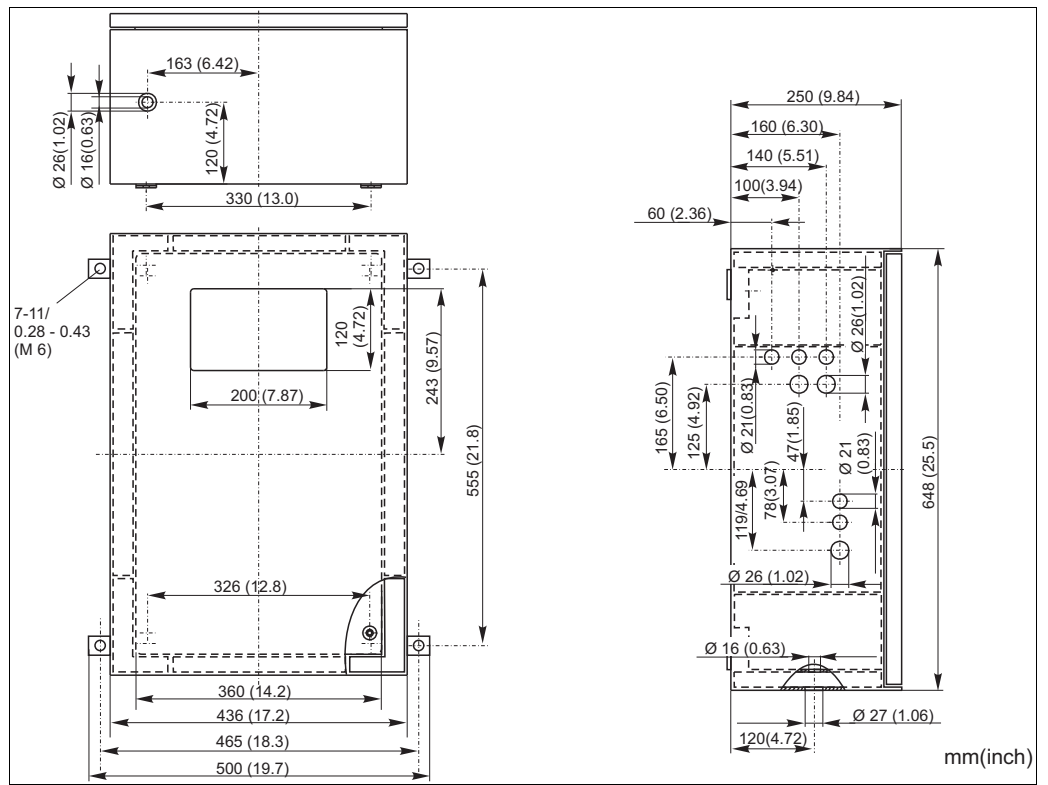 163 (6.42)
Ø 26(1.02)
Ø 16(0.63)
120 (4.72)
330 (13.0)
7-11/
0.28 - 0.43
(M 6)
120
(4.72)
200 (7.87)
243 (9.57)
555 (21.8)
326 (12.8)
360 (14.2)
436 (17.2)
465 (18.3)
500 (19.7)
250 (9.84)
160 (6.30)
140 (5.51)
100(3.94)
60 (2.36)
Ø 26(1.02)
165 (6.50)
125 (4.92)
Ø 21(0.83)
47(1.85)
Ø 21
(0.83)
648 (25.5)
119/4.69
78(3.07)
Ø 26 (1.02)
Ø 16 (0.63)
Ø 27 (1.06)
120(4.72)
mm(inch)